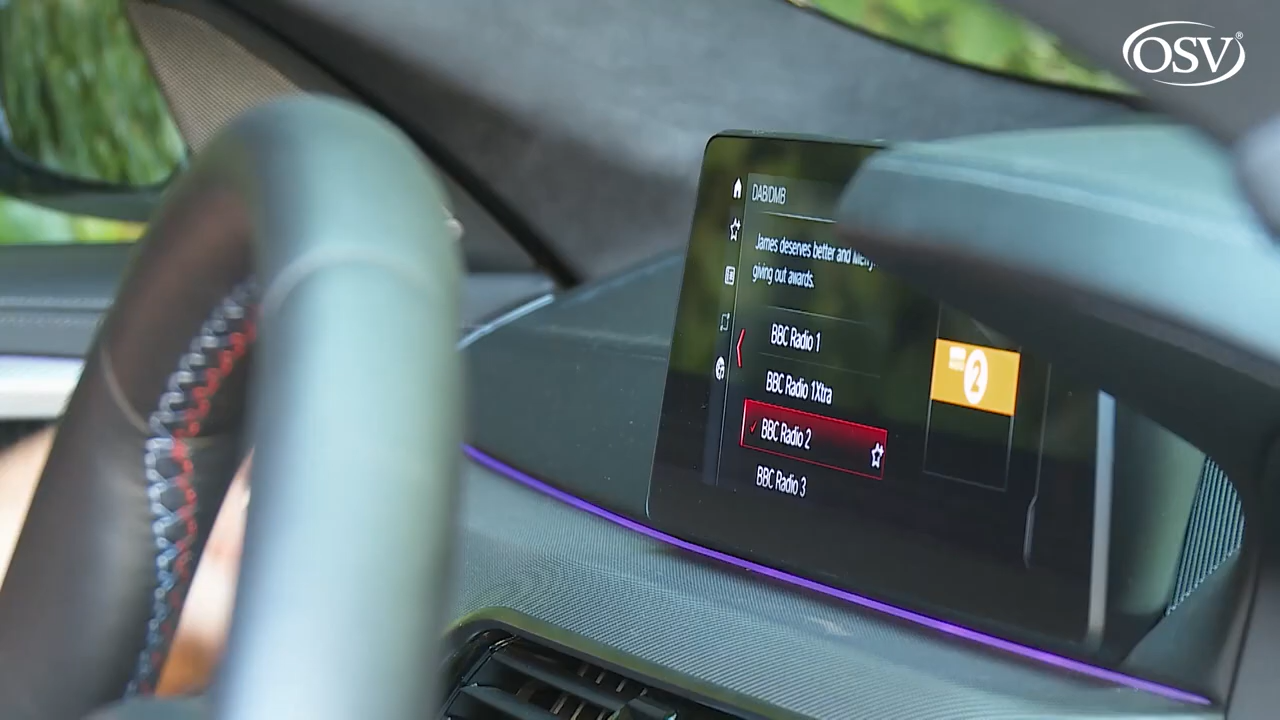 OSV®
DAB/DMB
James deserves better and Merry
giving out awards.
BBC Radio 1
BBC Radio 1Xtra
BBC Radio 2
BBC Radio 3
2